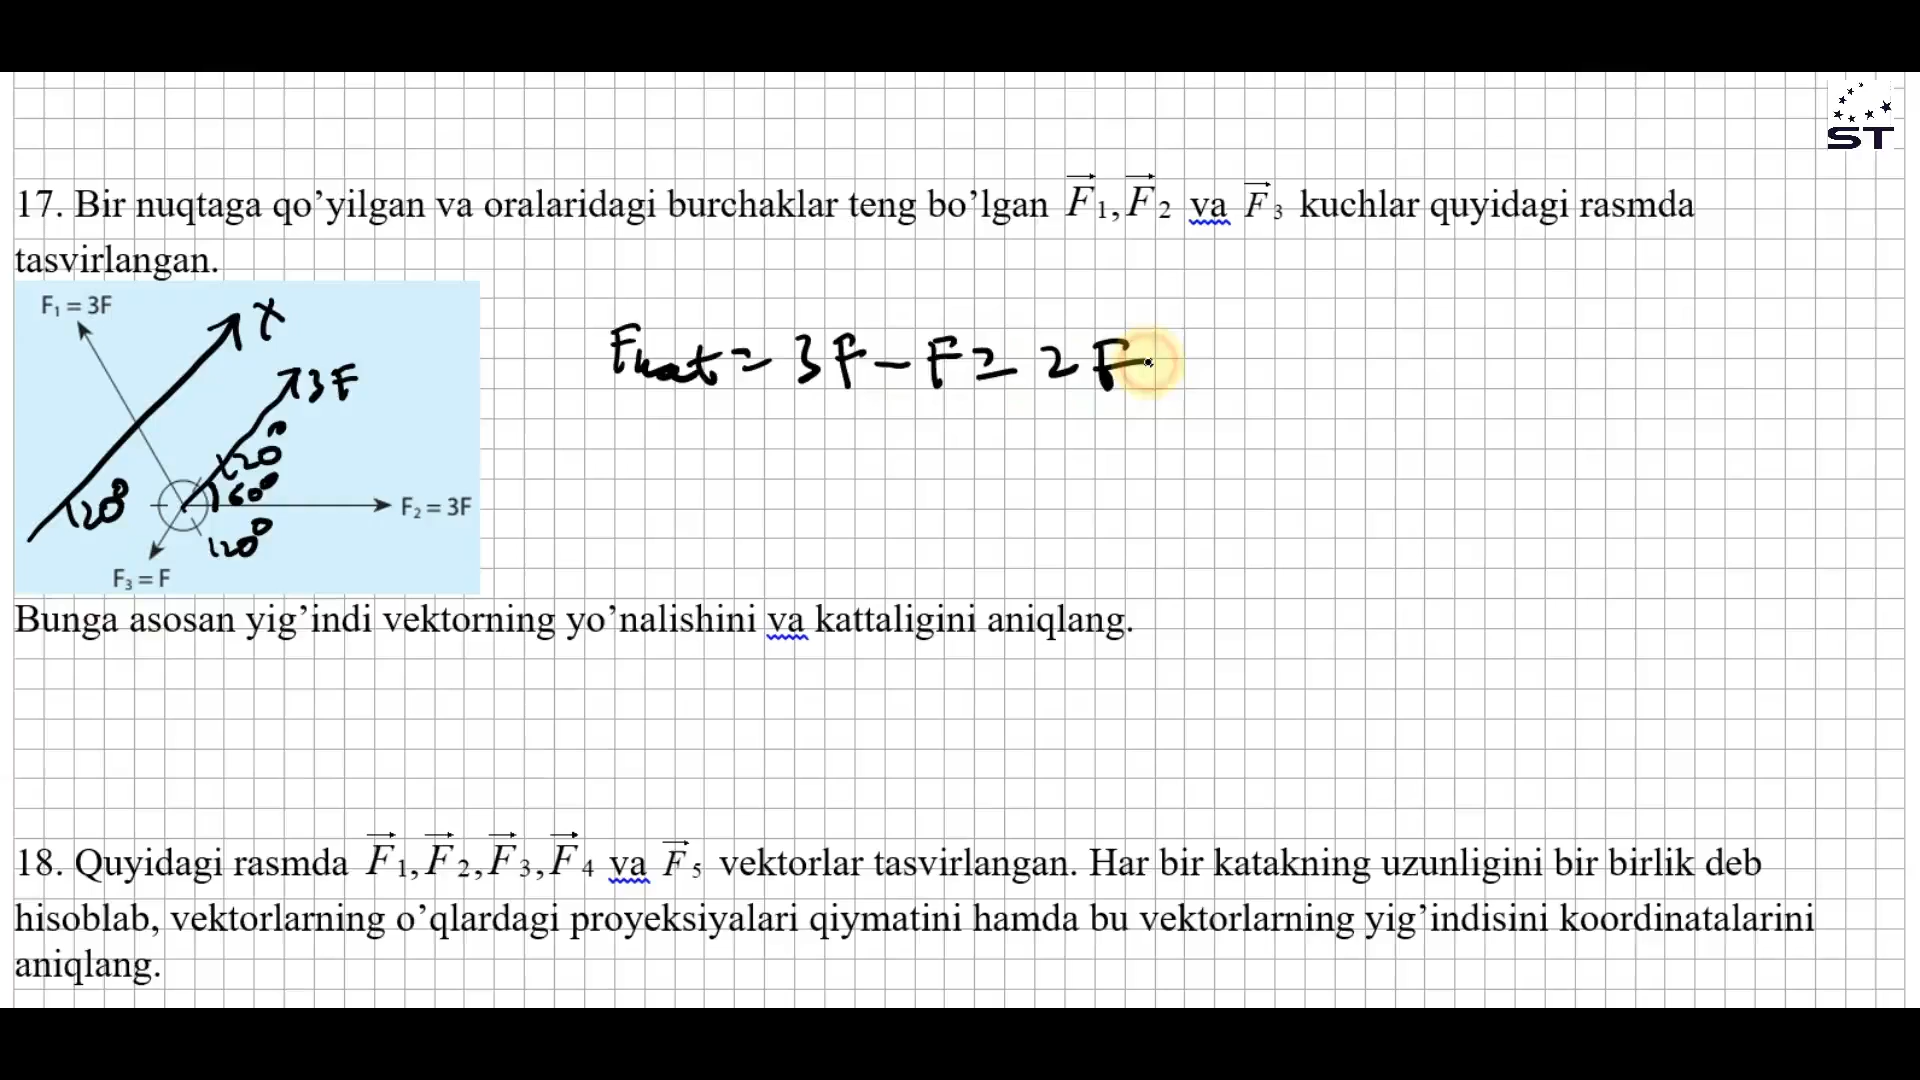 ST
17. Bir nuqtaga qo’yilgan va oralaridagi burchaklar teng bo’lgan F₁, F₂ va F₃ kuchlar quyidagi rasmda
tasvirlangan.
F₁ = 3F
x
3F
Fnat = 3F - F = 2F
120°
60°
120°
F₂ = 3F
120°
F₃ = F
Bunga asosan yig’indi vektorning yo’nalishini va kattaligini aniqlang.
18. Quyidagi rasmda F₁, F₂, F₃, F₄ va F₅ vektorlar tasvirlangan. Har bir katakning uzunligini bir birlik deb
hisoblab, vektorlarning o’qlardagi proyeksiyalari qiymatini hamda bu vektorlarning yig’indisini koordinatalarini
aniqlang.